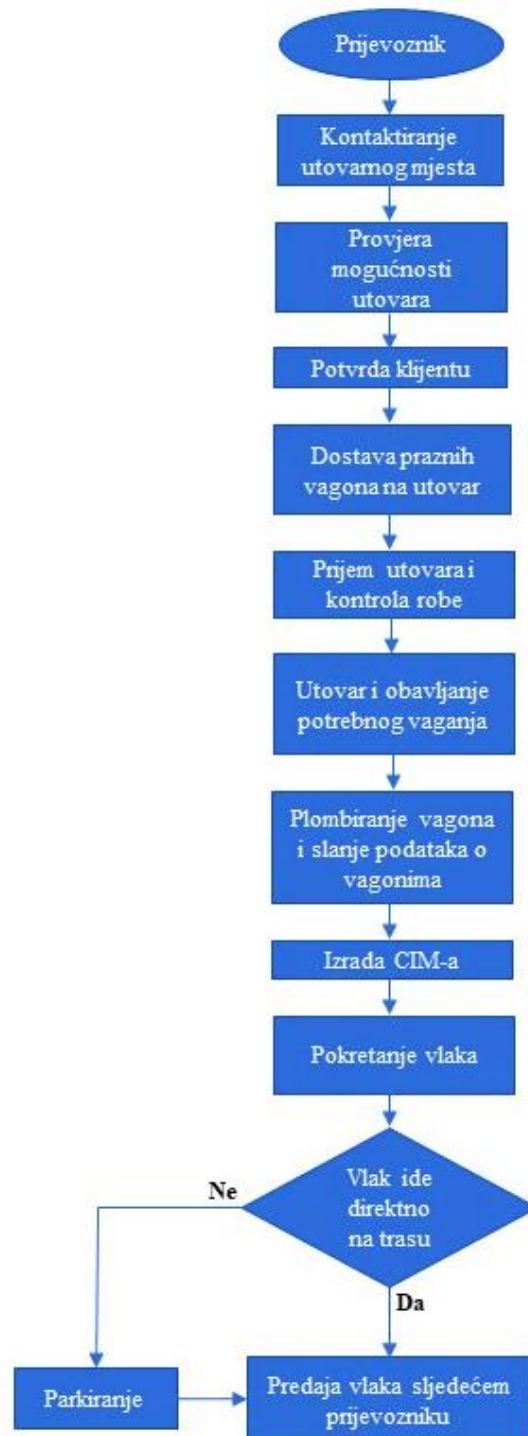 Prijevoznik
Kontaktiranje
utovarnog mjesta
Provjera
mogućnosti
utovara
Potvrda klijentu
Dostava praznih
vagona na utovar
Prijem utovara i
kontrola robe
Utovar i obavljanje
potrebnog vaganja
Plombiranje vagona
i slanje podataka o
vagonima
Izrada CIM-a
Pokretanje vlaka
Vlak ide
direktno
na trasu
Ne
Da
Parkiranje
Predaja vlaka sljedećem
prijevozniku